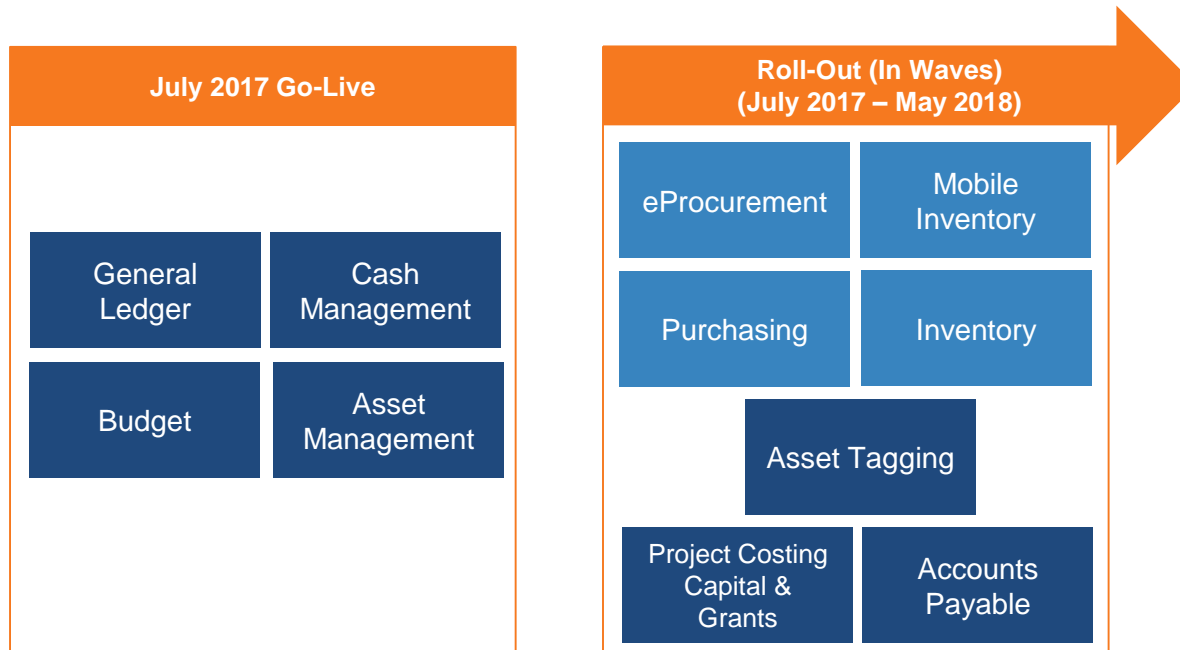 July 2017 Go-Live
General
Ledger
Cash
Management
Budget
Asset
Management
Roll-Out (In Waves)
(July 2017 – May 2018)
eProcurement
Mobile
Inventory
Purchasing
Inventory
Asset Tagging
Project Costing
Capital &
Grants
Accounts
Payable